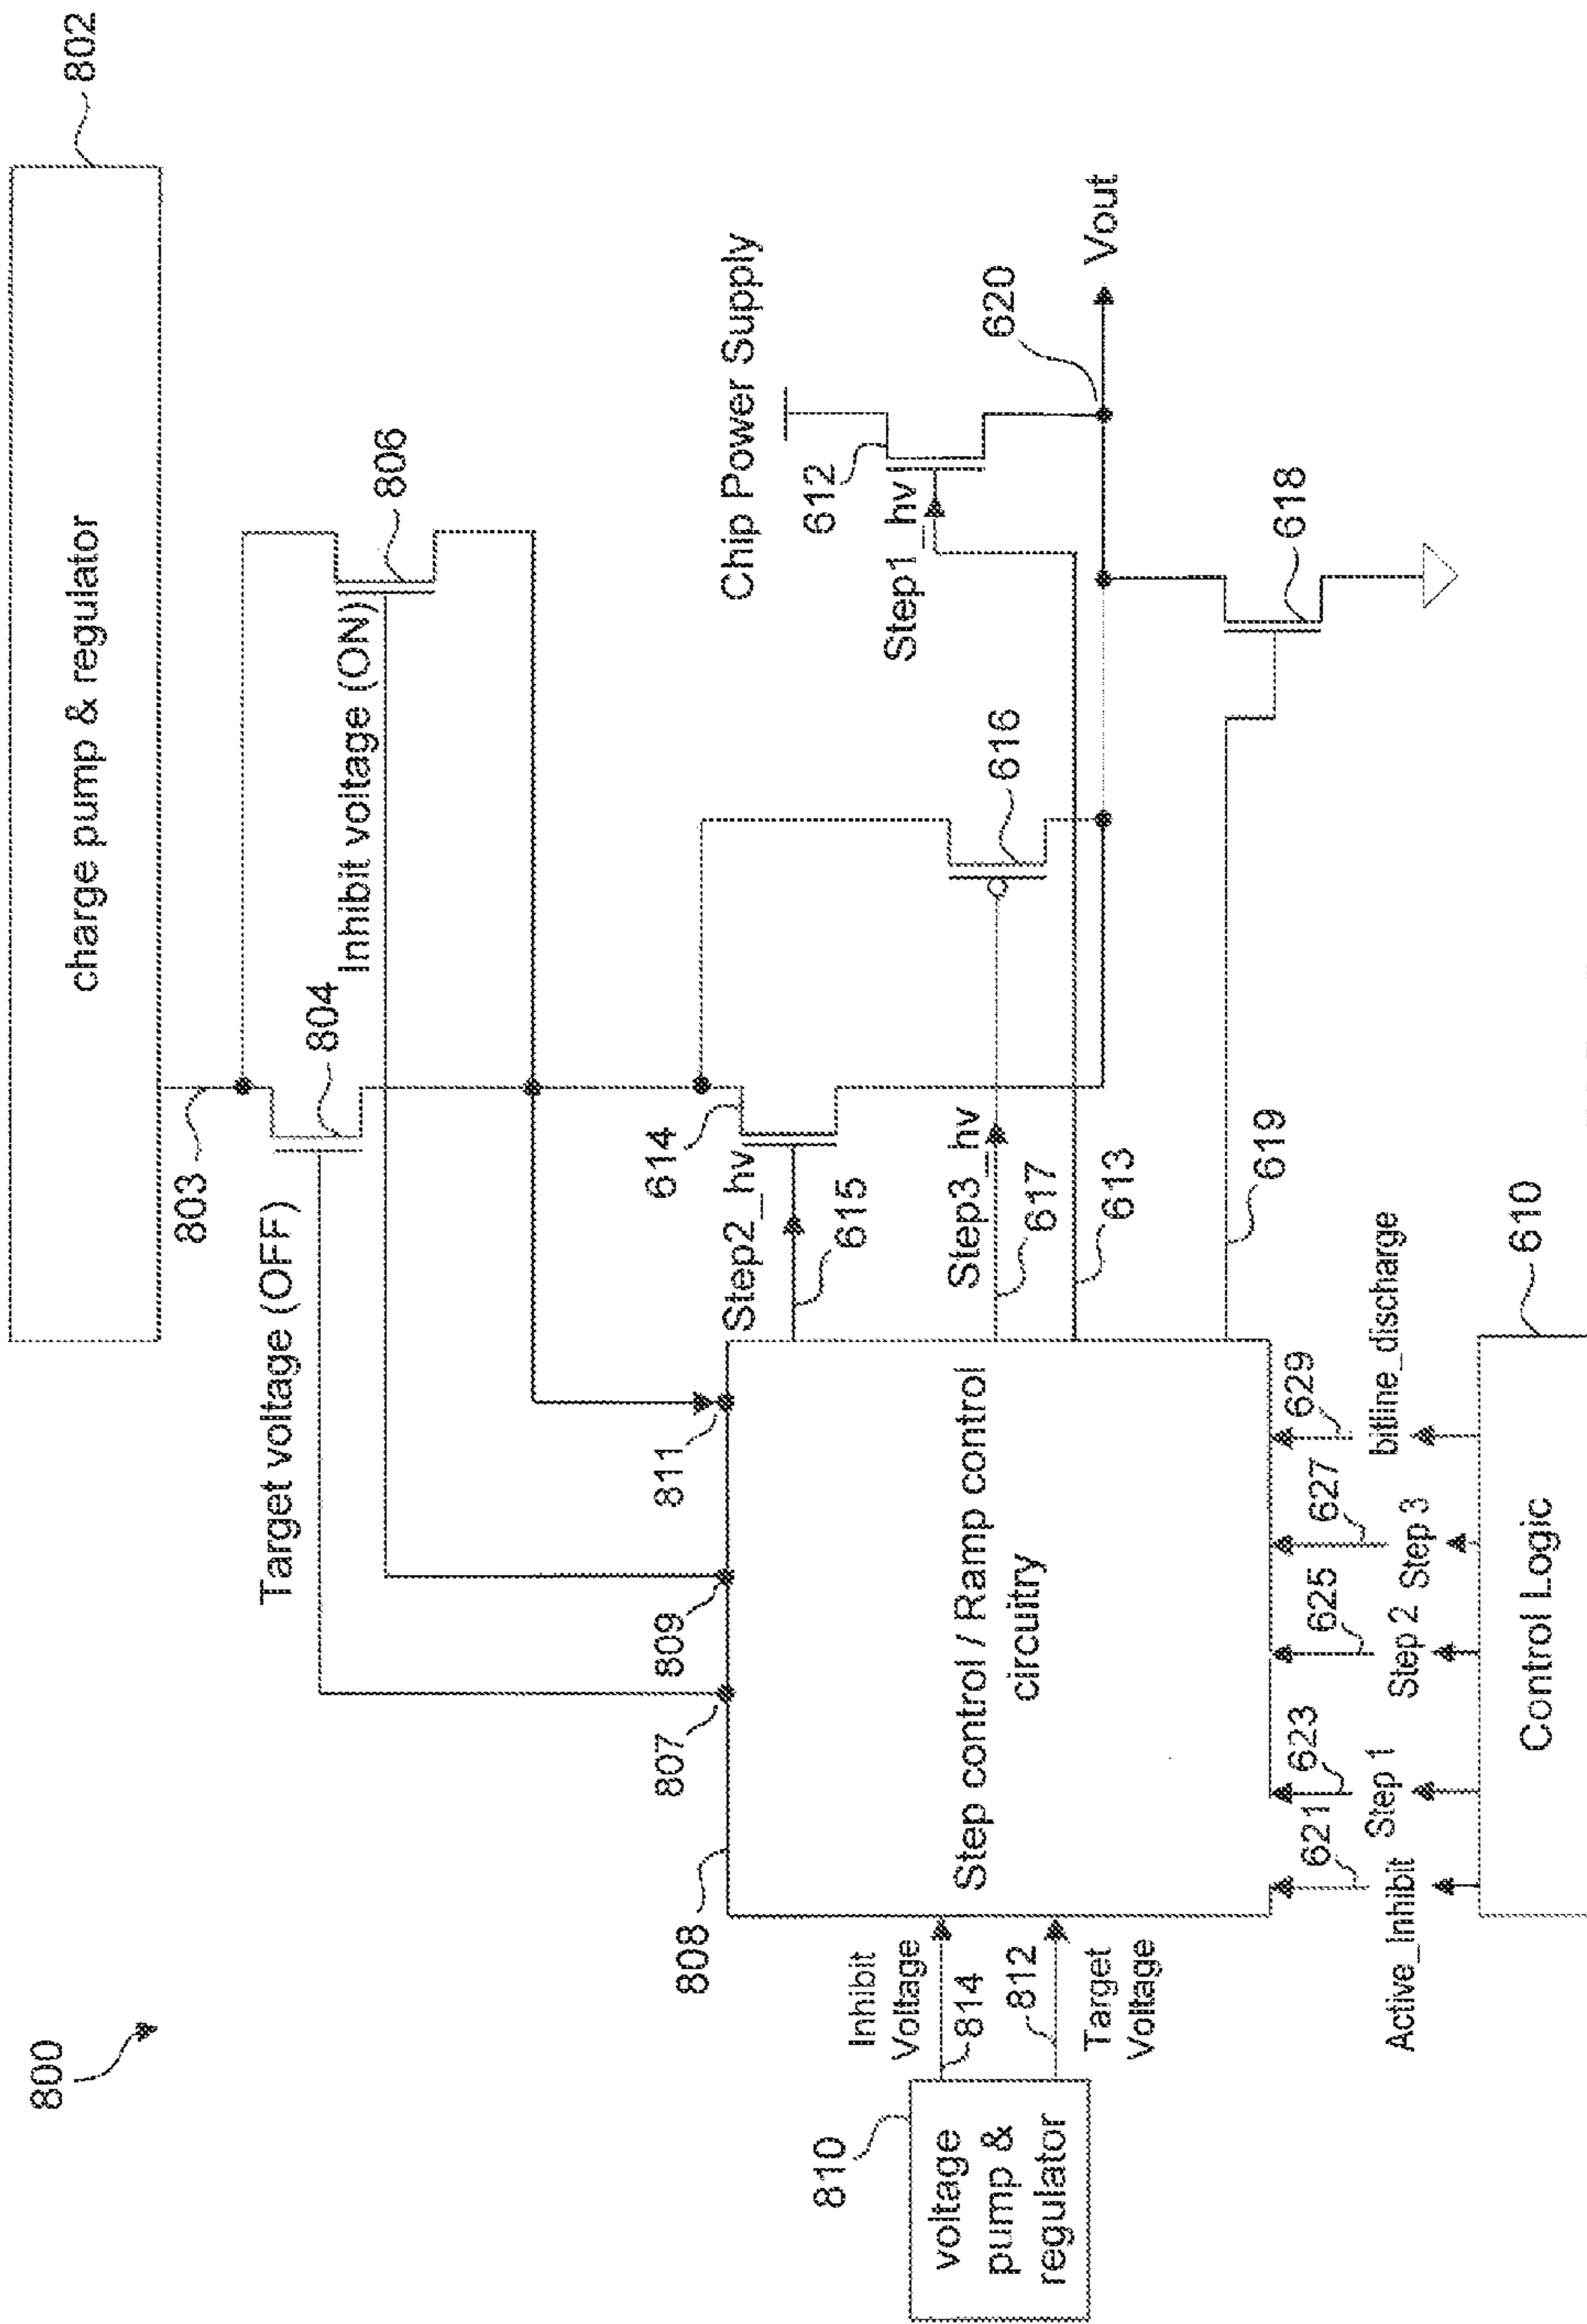 800
charge pump & regulator
802
803
Target voltage (OFF)
804
Inhibit voltage (ON)
806
807
809
811
808
614
Step2_hv
615
Chip Power Supply
612
Step1_hv
620
Vout
616
Step3_hv
617
613
618
619
Step control / Ramp control
circuitry
810
voltage
pump &
regulator
Inhibit
Voltage
814
812
Target
Voltage
621
623
625
627
629
Active_Inhibit
Step 1
Step 2
Step 3
bitline_discharge
Control Logic
610